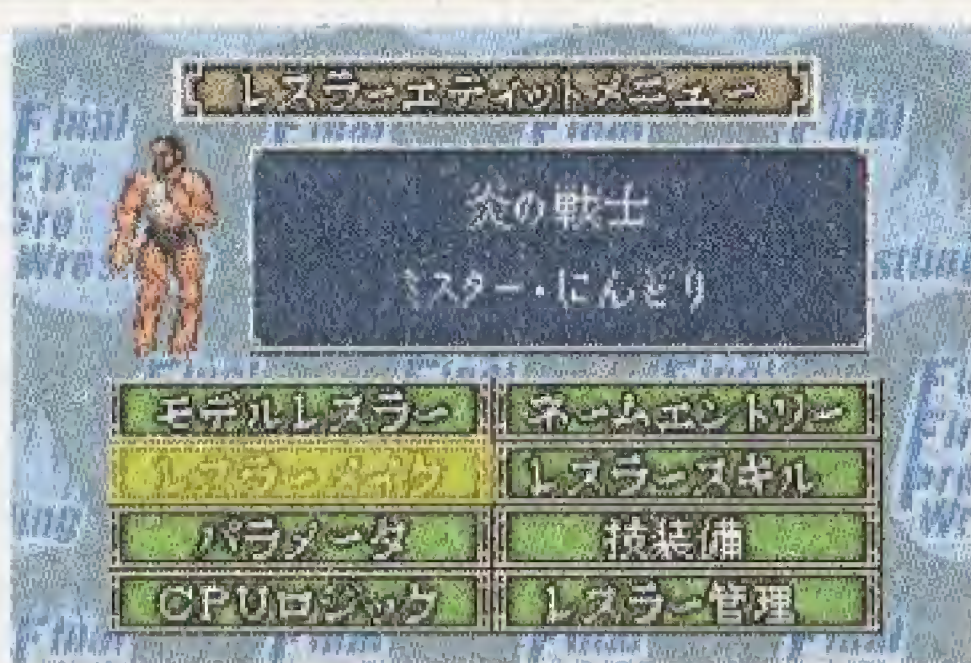 レスラーエディットメニュー
炎の戦士
ミスター・にんどり
モデルレスラー
ネームエントリー
レスラーメイク
レスラースキル
パラメータ
技装備
CPUロジック
レスラー管理
Final
Fire
Pro